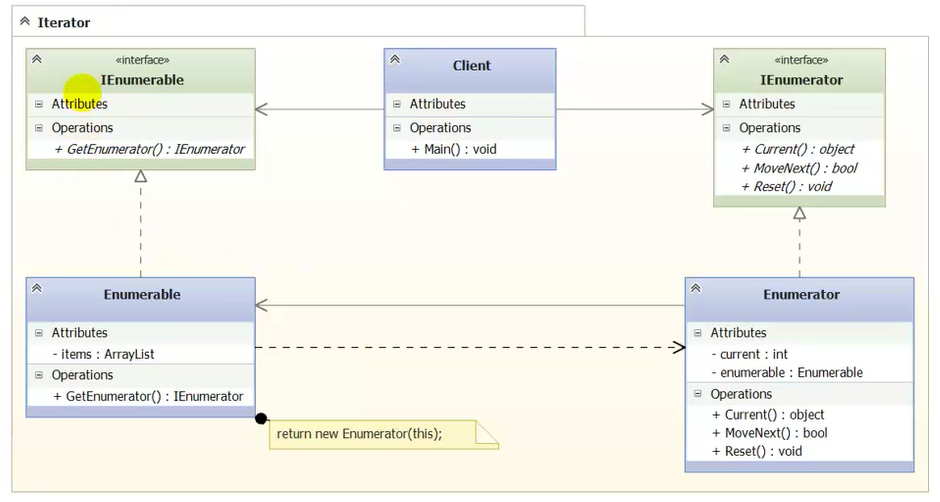 Iterator
«interface»
IEnumerable
Attributes
Operations
+ GetEnumerator() : IEnumerator
Client
Attributes
Operations
+ Main() : void
«interface»
IEnumerator
Attributes
Operations
+ Current() : object
+ MoveNext() : bool
+ Reset() : void
Enumerable
Attributes
- items : ArrayList
Operations
+ GetEnumerator() : IEnumerator
return new Enumerator(this);
Enumerator
Attributes
- current : int
- enumerable : Enumerable
Operations
+ Current() : object
+ MoveNext() : bool
+ Reset() : void